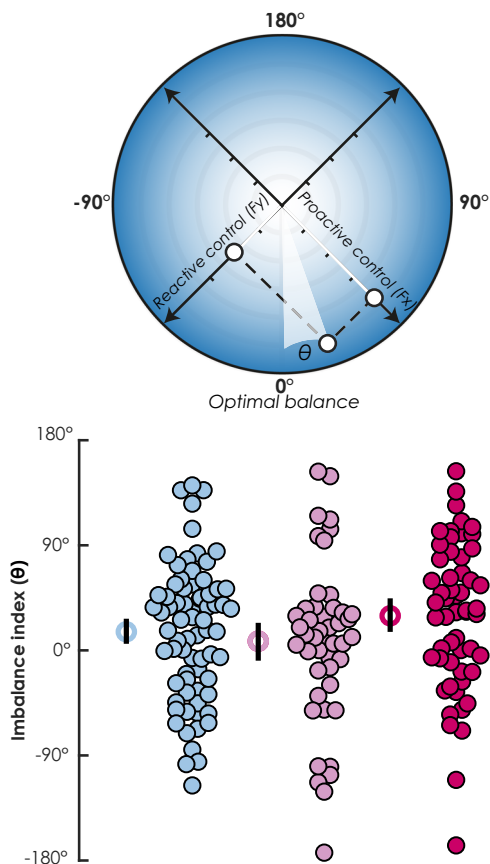 180°
-90°
90°
Reactive control (Fy)
Proactive control (Fx)
θ
0°
Optimal balance
180°
90°
0°
-90°
-180°
Imbalance index (θ)